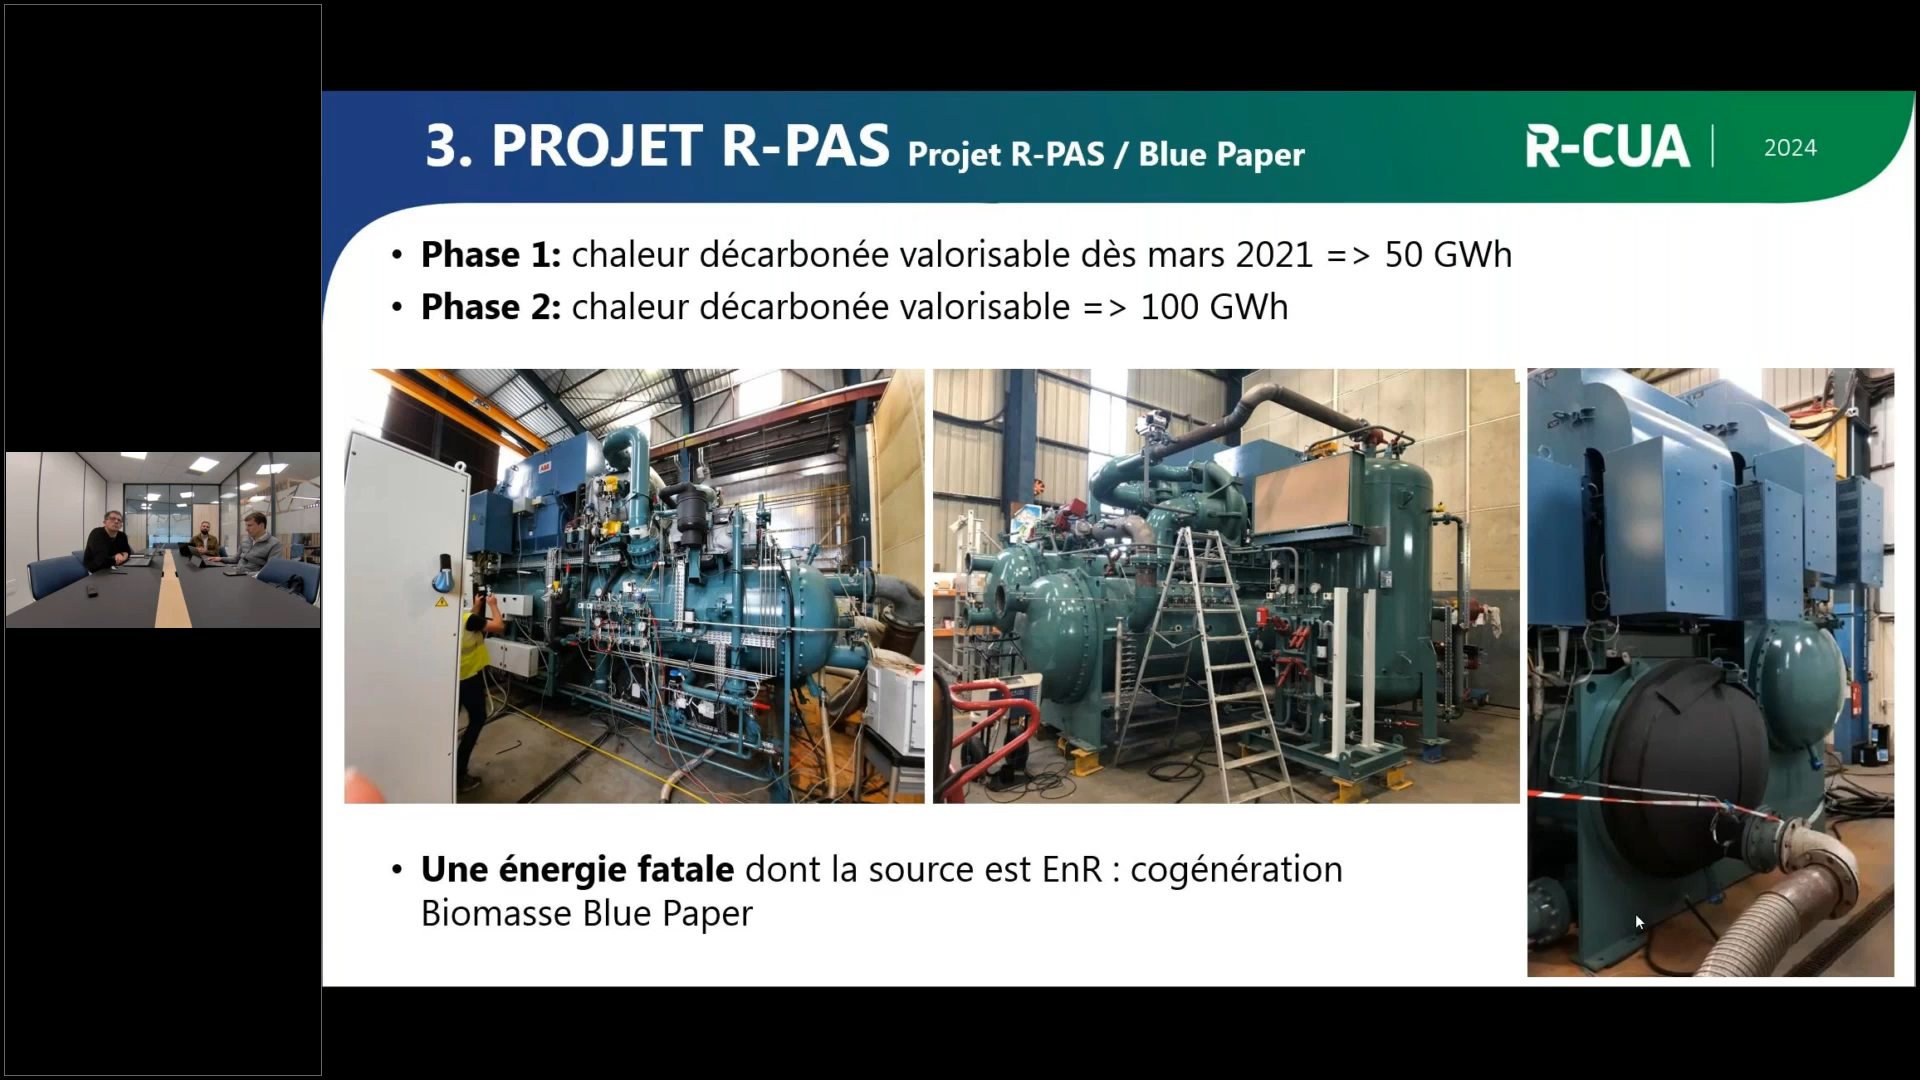 3. PROJET R-PAS Projet R-PAS / Blue Paper
R-CUA | 2024
• Phase 1: chaleur décarbonée valorisable dès mars 2021 => 50 GWh
• Phase 2: chaleur décarbonée valorisable => 100 GWh
ABB
• Une énergie fatale dont la source est EnR : cogénération
Biomasse Blue Paper